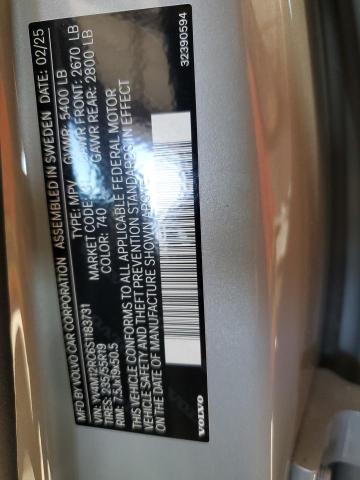 MFD BY VOLVO CAR CORPORATION ASSEMBLED IN SWEDEN DATE: 02/25
VIN: YV4M12RC6S1183731 TYPE: MPV GVWR: 5400 LB
TIRES: 235/55R19 MARKET CODE: GAWR FRONT: 2670 LB
RIM: 7.5Jx19x50.5 COLOR: 740 GAWR REAR: 2800 LB
THIS VEHICLE CONFORMS TO ALL APPLICABLE FEDERAL MOTOR
VEHICLE SAFETY AND THEFT PREVENTION STANDARDS IN EFFECT
ON THE DATE OF MANUFACTURE SHOWN
VOLVO 32390594